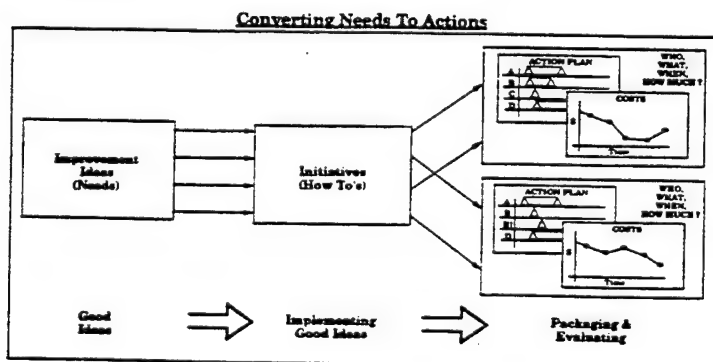 Converting Needs To Actions
Improvement
Ideas
(Needs)
Initiatives
(How To's)
ACTION PLAN
A
B
C
D
WHO,
WHAT,
WHEN,
HOW MUCH?
COSTS
$
Time
ACTION PLAN
A
B
D
WHO,
WHAT,
WHEN,
HOW MUCH?
COSTS
$
Time
Good
Ideas
Implementing
Good Ideas
Packaging &
Evaluating